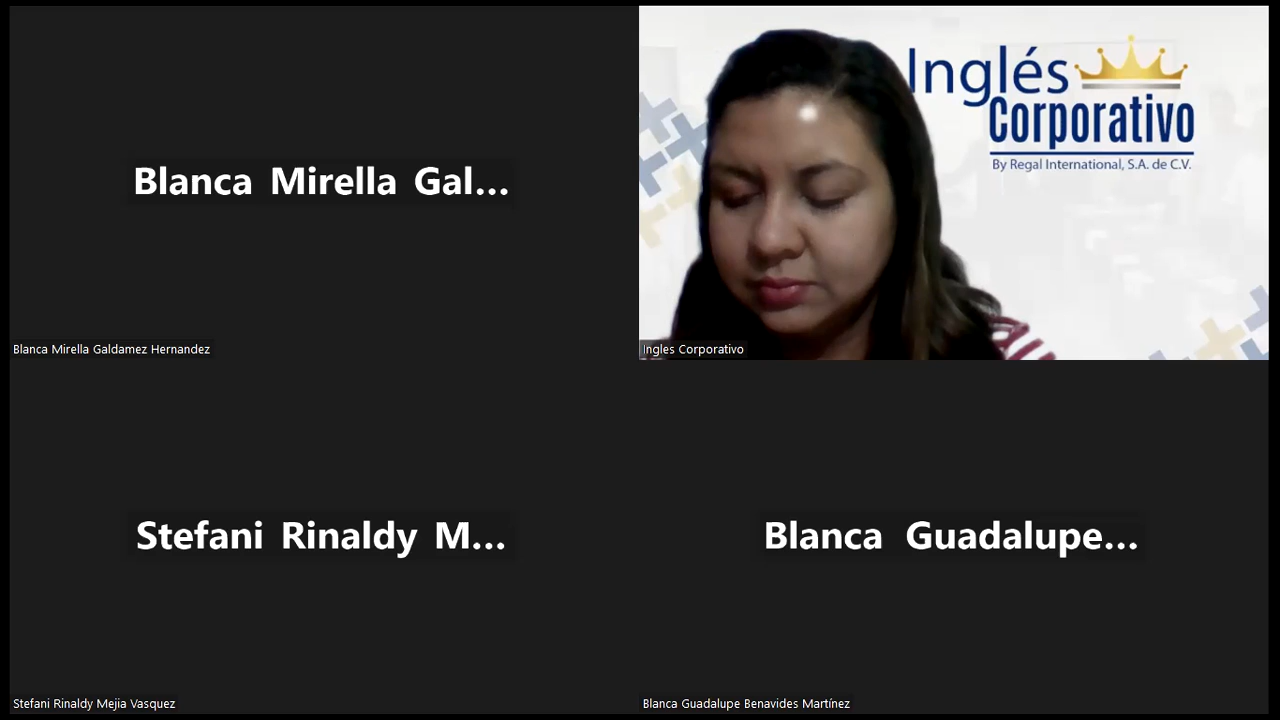 Blanca Mirella Gal...
Blanca Mirella Galdamez Hernandez
Inglés
Corporativo
By Regal International, S.A. de C.V.
Ingles Corporativo
Stefani Rinaldy M...
Stefani Rinaldy Mejia Vasquez
Blanca Guadalupe...
Blanca Guadalupe Benavides Martínez